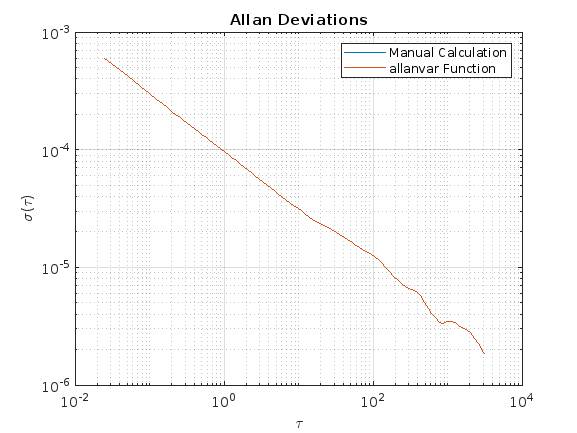 Allan Deviations
Manual Calculation
allanvar Function
10^-3
10^-4
10^-5
10^-6
σ(τ)
10^-2
10^0
10^2
10^4
τ